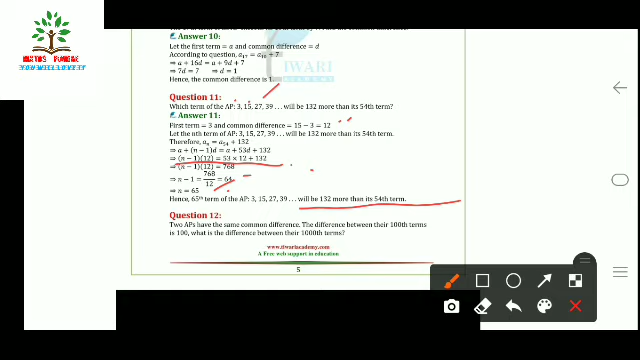 Answer 10
Let the first term = a and common difference = d
According to question, a₁₇ = a₁₀ + 7
⇒ a + 16d = a + 9d + 7
⇒ 7d = 7 ⇒ d = 1
Hence, the common difference is 1.
IWARI
Question 11
Which term of the AP: 3, 15, 27, 39 … will be 132 more than its 54th term?
Answer 11
First term = 3 and common difference = 15 − 3 = 12
Let the nth term of AP: 3, 15, 27, 39 … will be 132 more than its 54th term.
Therefore, aₙ = a₅₄ + 132
⇒ a + (n − 1)d = a + 53d + 132
⇒ (n − 1)(12) = 53 × 12 + 132
⇒ (n − 1)(12) = 768
⇒ n − 1 = 768/12 = 64
⇒ n = 65
Hence, 65th term of the AP: 3, 15, 27, 39 … will be 132 more than its 54th term.
Question 12
Two APs have the same common difference. The difference between their 100th terms
is 100, what is the difference between their 1000th terms?
www.tiwariacademy.com
A Free web support in education
5